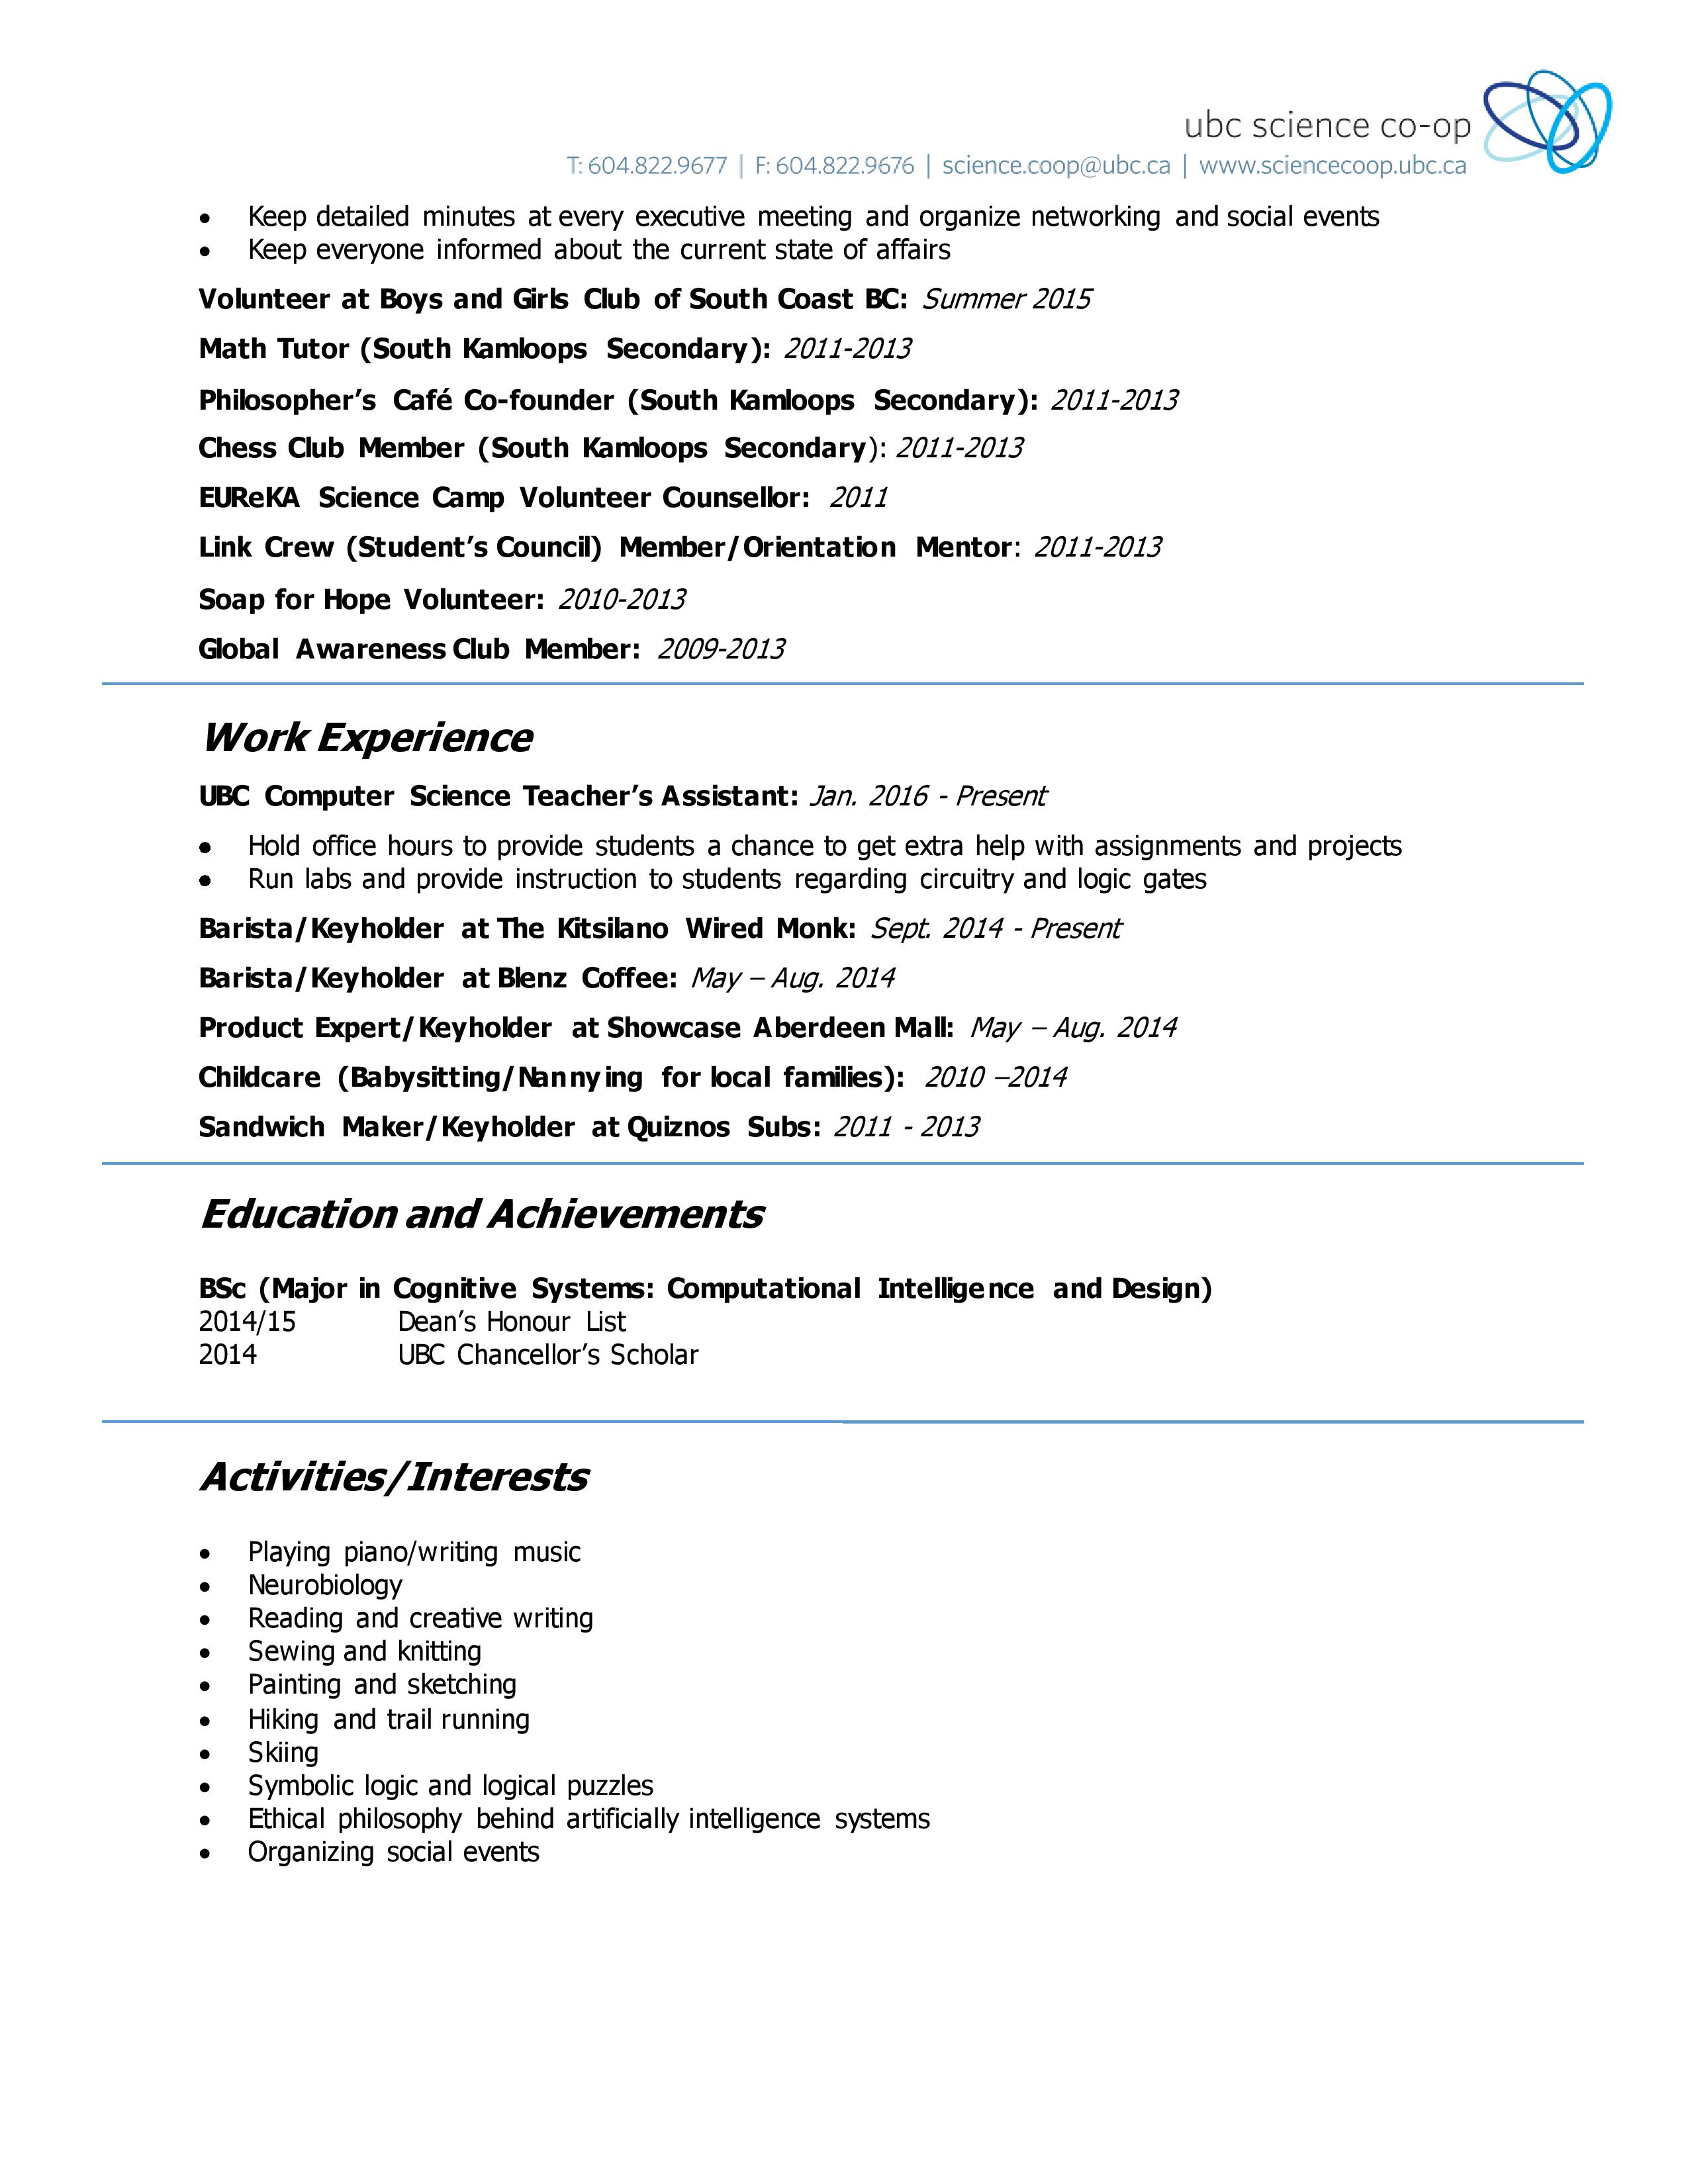 ubc science co-op
T: 604.822.9677 | F: 604.822.9676 | science.coop@ubc.ca | www.sciencecoop.ubc.ca
• Keep detailed minutes at every executive meeting and organize networking and social events
• Keep everyone informed about the current state of affairs
Volunteer at Boys and Girls Club of South Coast BC: Summer 2015
Math Tutor (South Kamloops Secondary): 2011-2013
Philosopher’s Café Co-founder (South Kamloops Secondary): 2011-2013
Chess Club Member (South Kamloops Secondary): 2011-2013
EUReKA Science Camp Volunteer Counsellor: 2011
Link Crew (Student’s Council) Member/Orientation Mentor: 2011-2013
Soap for Hope Volunteer: 2010-2013
Global Awareness Club Member: 2009-2013
Work Experience
UBC Computer Science Teacher’s Assistant: Jan. 2016 - Present
• Hold office hours to provide students a chance to get extra help with assignments and projects
• Run labs and provide instruction to students regarding circuitry and logic gates
Barista/Keyholder at The Kitsilano Wired Monk: Sept. 2014 - Present
Barista/Keyholder at Blenz Coffee: May – Aug. 2014
Product Expert/Keyholder at Showcase Aberdeen Mall: May – Aug. 2014
Childcare (Babysitting/Nannying for local families): 2010 –2014
Sandwich Maker/Keyholder at Quiznos Subs: 2011 - 2013
Education and Achievements
BSc (Major in Cognitive Systems: Computational Intelligence and Design)
2014/15 Dean’s Honour List
2014 UBC Chancellor’s Scholar
Activities/Interests
• Playing piano/writing music
• Neurobiology
• Reading and creative writing
• Sewing and knitting
• Painting and sketching
• Hiking and trail running
• Skiing
• Symbolic logic and logical puzzles
• Ethical philosophy behind artificially intelligence systems
• Organizing social events